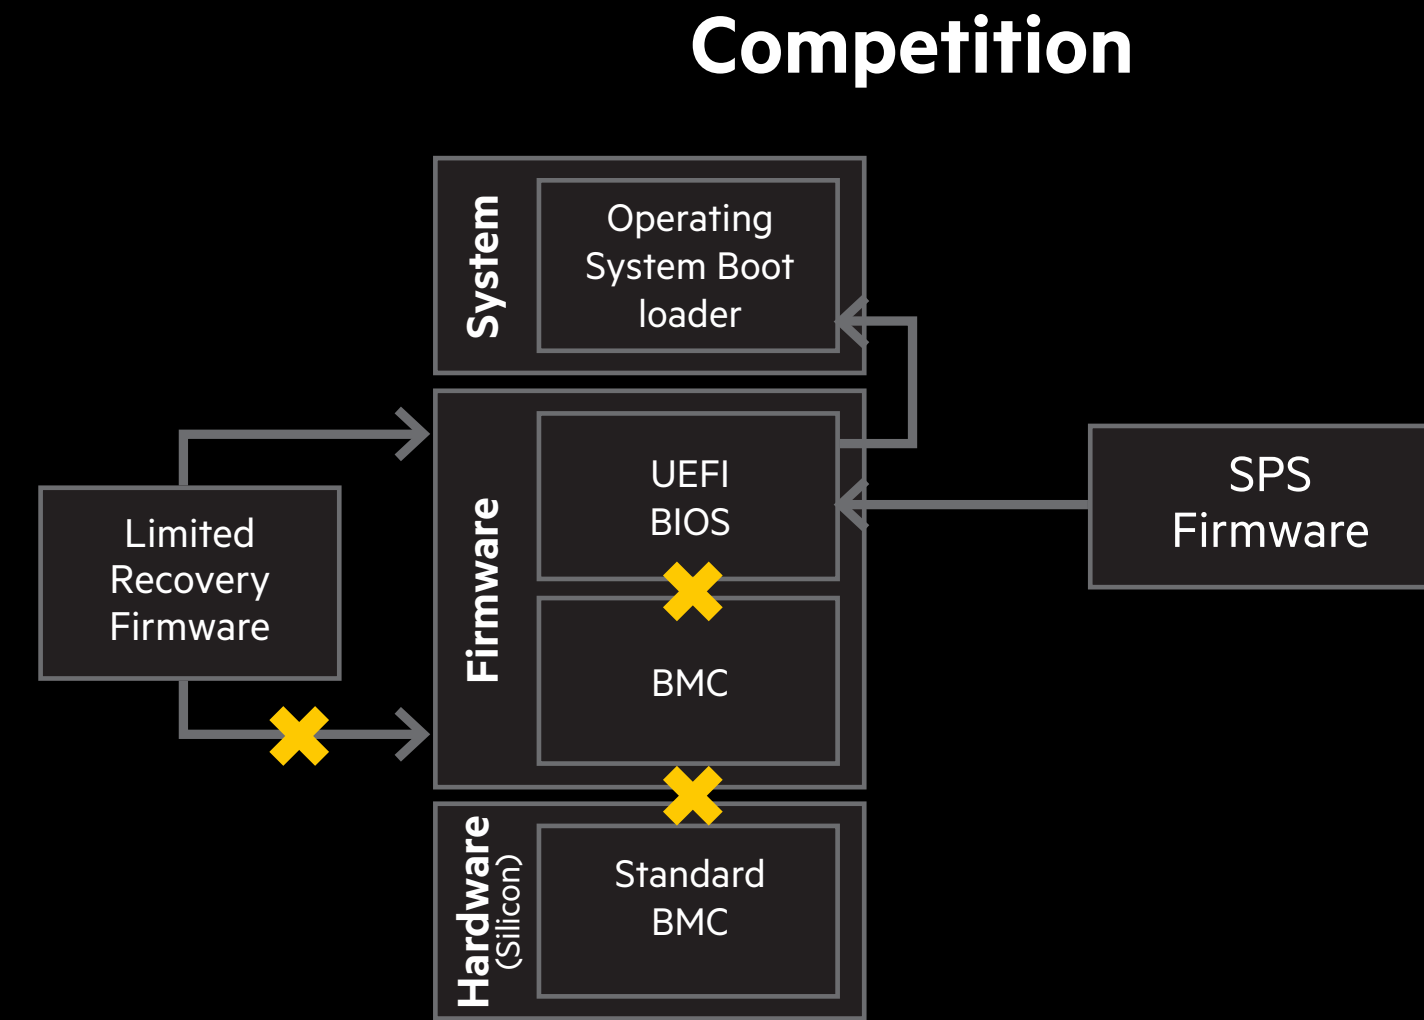 Competition
System
Operating
System Boot
loader
Limited
Recovery
Firmware
Firmware
UEFI
BIOS
BMC
SPS
Firmware
Hardware
(Silicon)
Standard
BMC